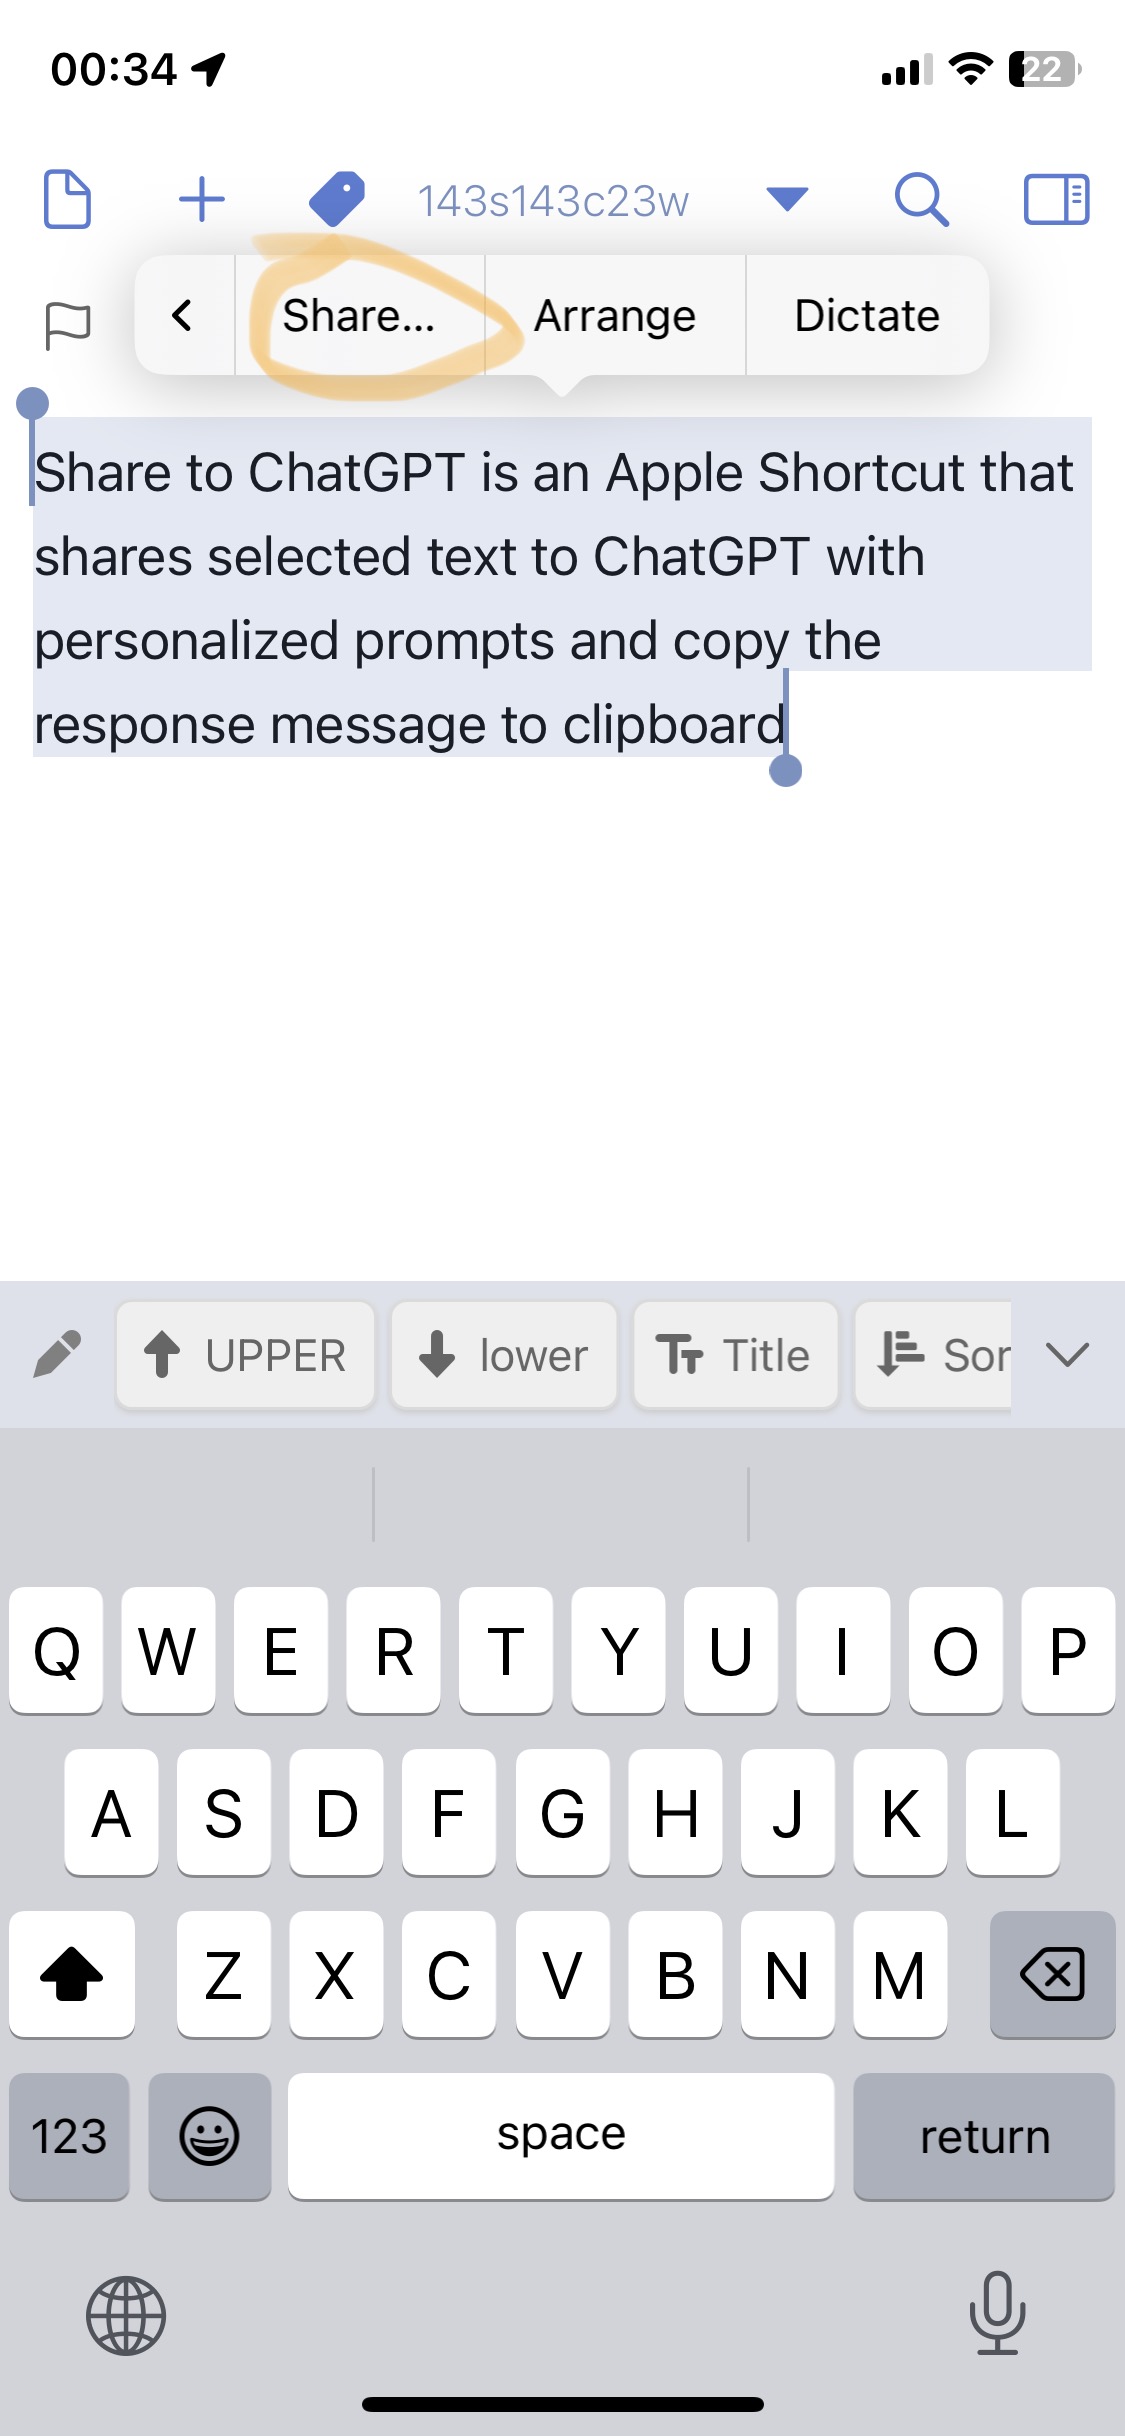 00:34
22
143s143c23w
Share...
Arrange
Dictate
Share to ChatGPT is an Apple Shortcut that
shares selected text to ChatGPT with
personalized prompts and copy the
response message to clipboard
UPPER
lower
Tt Title
Sor
Q W E R T Y U I O P
A S D F G H J K L
Z X C V B N M
123
space
return